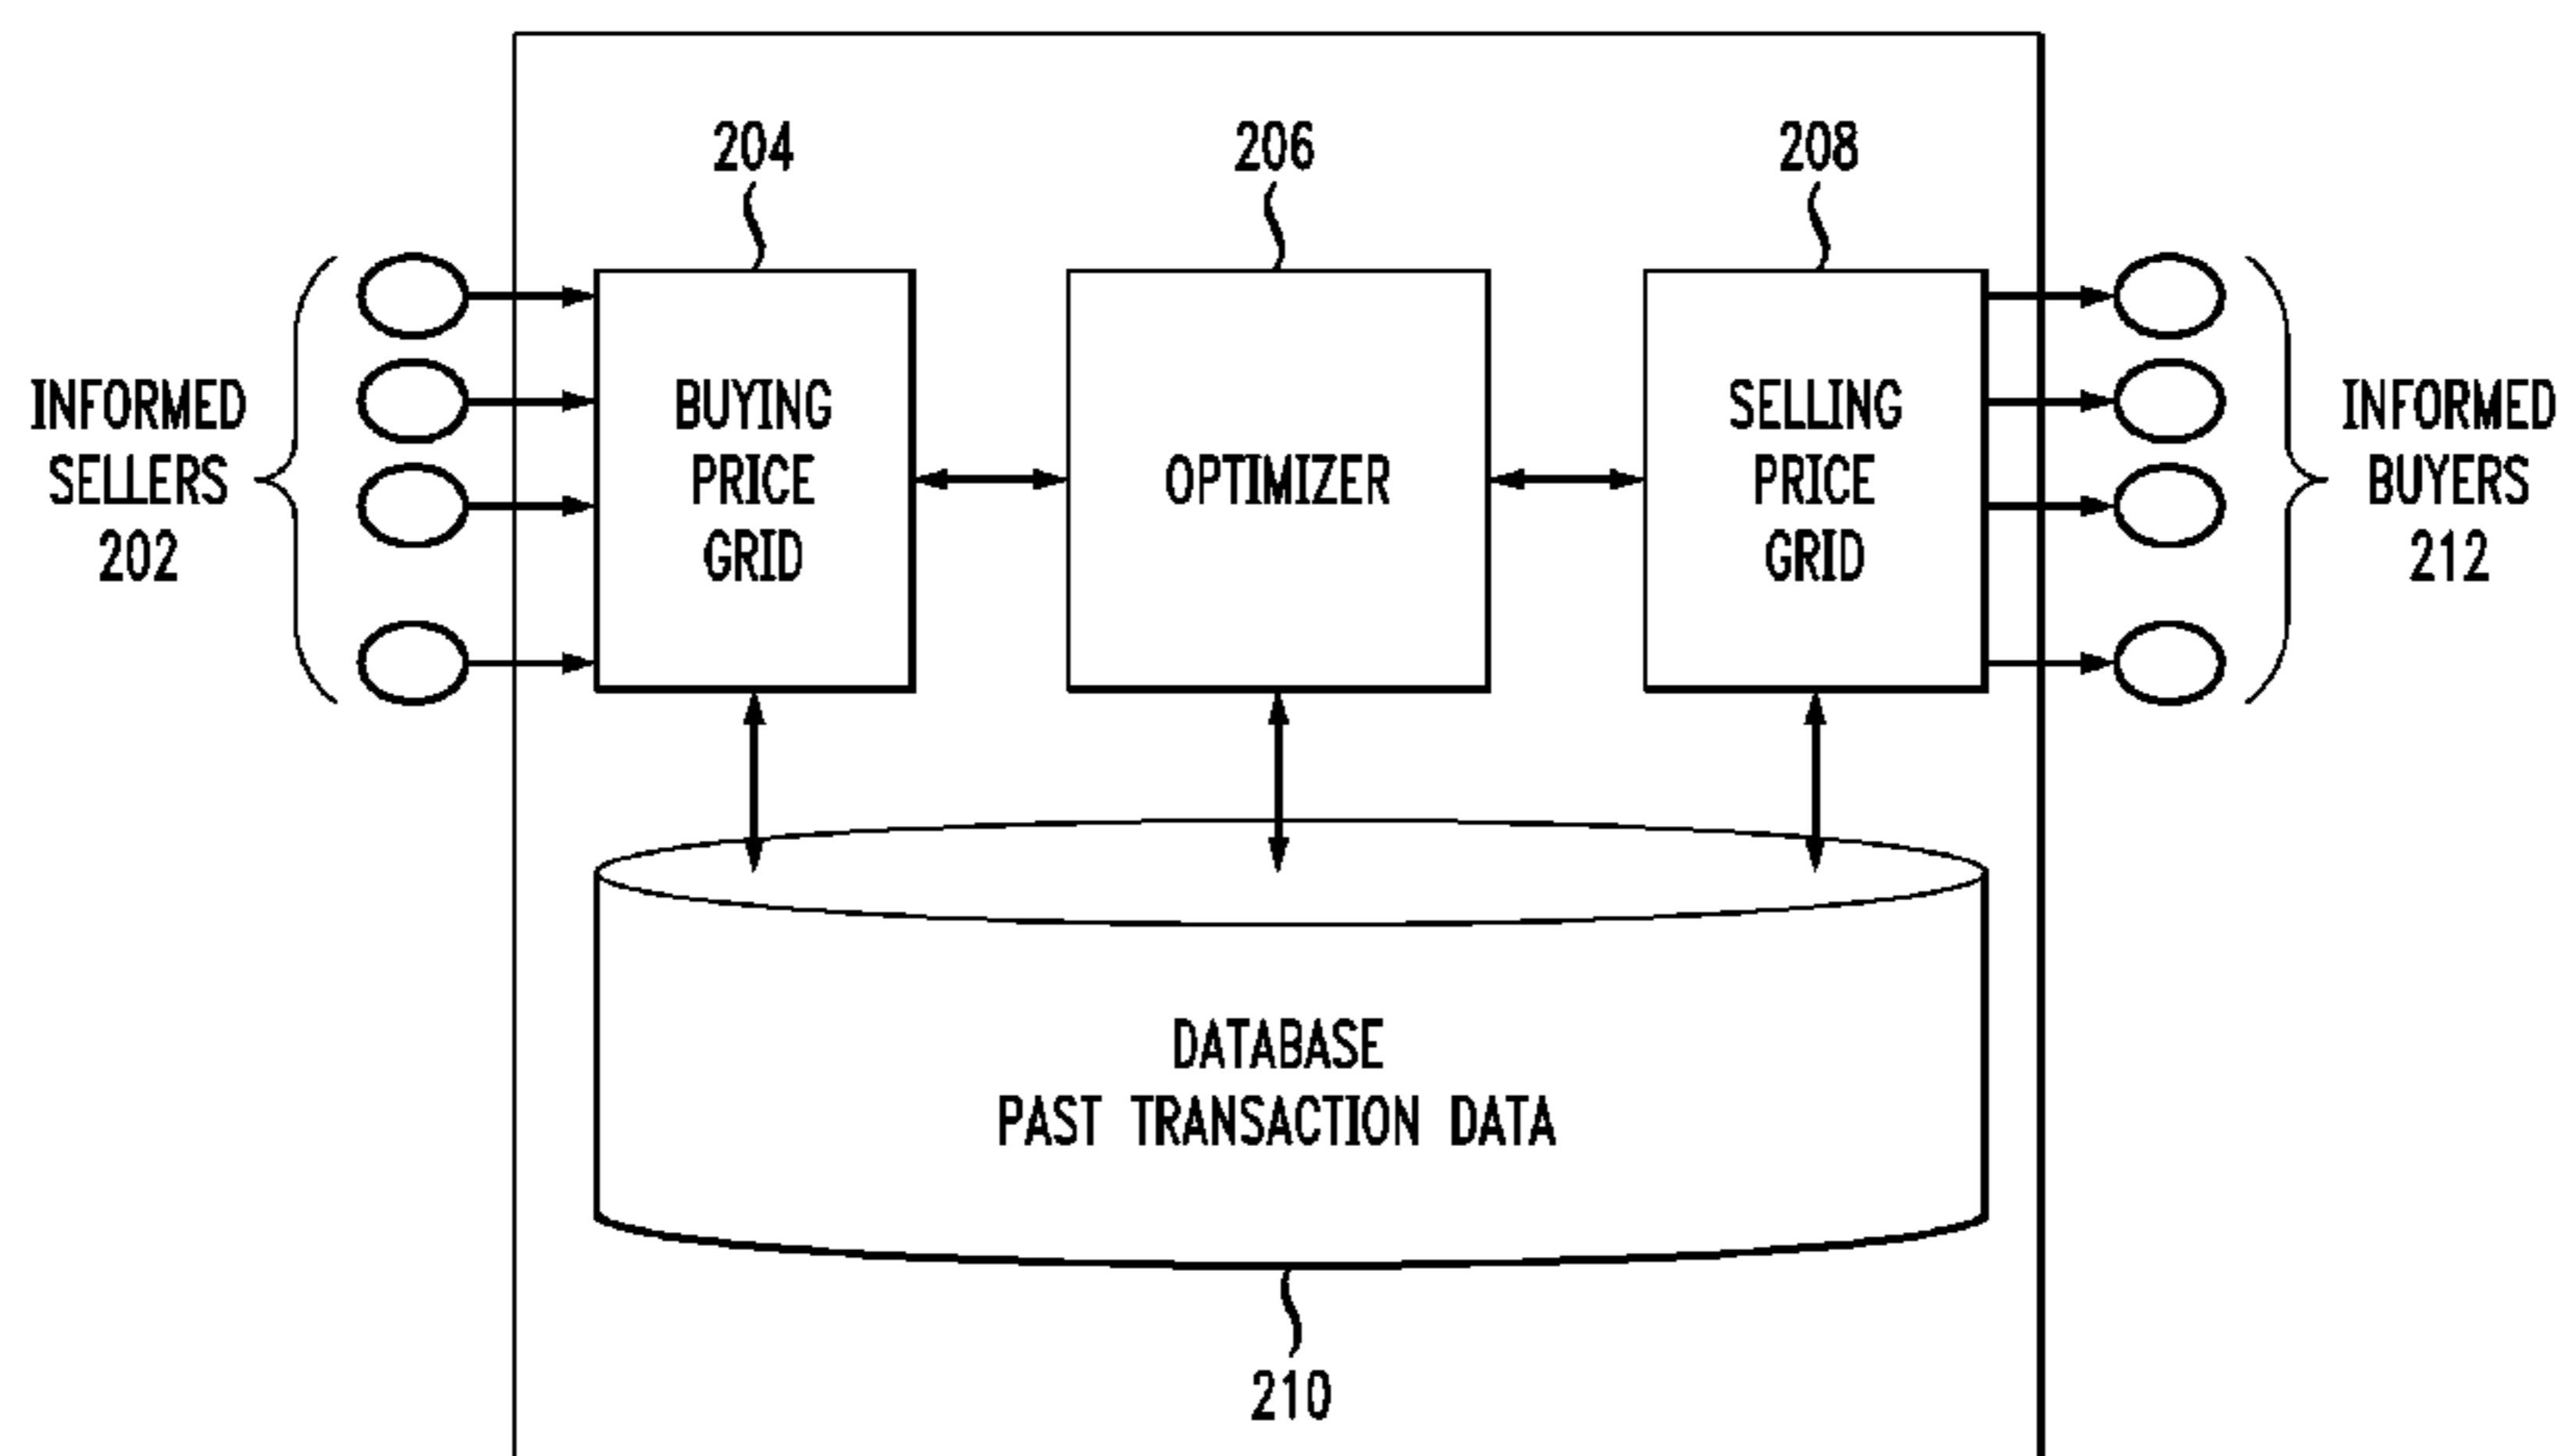 204
206
208
INFORMED
SELLERS
202
BUYING
PRICE
GRID
OPTIMIZER
SELLING
PRICE
GRID
INFORMED
BUYERS
212
DATABASE
PAST TRANSACTION DATA
210